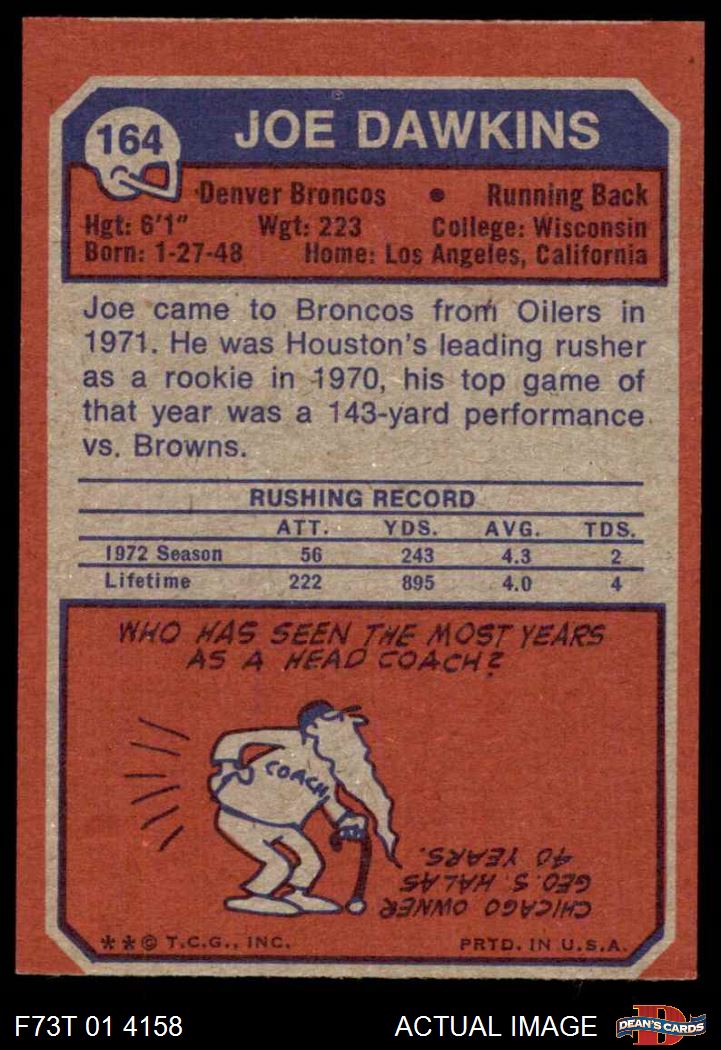 164
JOE DAWKINS
Denver Broncos • Running Back
Hgt: 6'1" Wgt: 223 College: Wisconsin
Born: 1-27-48 Home: Los Angeles, California
Joe came to Broncos from Oilers in
1971. He was Houston's leading rusher
as a rookie in 1970, his top game of
that year was a 143-yard performance
vs. Browns.
RUSHING RECORD
ATT. YDS. AVG. TDS.
1972 Season 56 243 4.3 2
Lifetime 222 895 4.0 4
WHO HAS SEEN THE MOST YEARS
AS A HEAD COACH?
COACH
CHICAGO OWNER
GEO. S. HALAS
40 YEARS.
**© T.C.G., INC. PRTD. IN U.S.A.
F73T 01 4158 ACTUAL IMAGE
D
DEAN'S CARDS